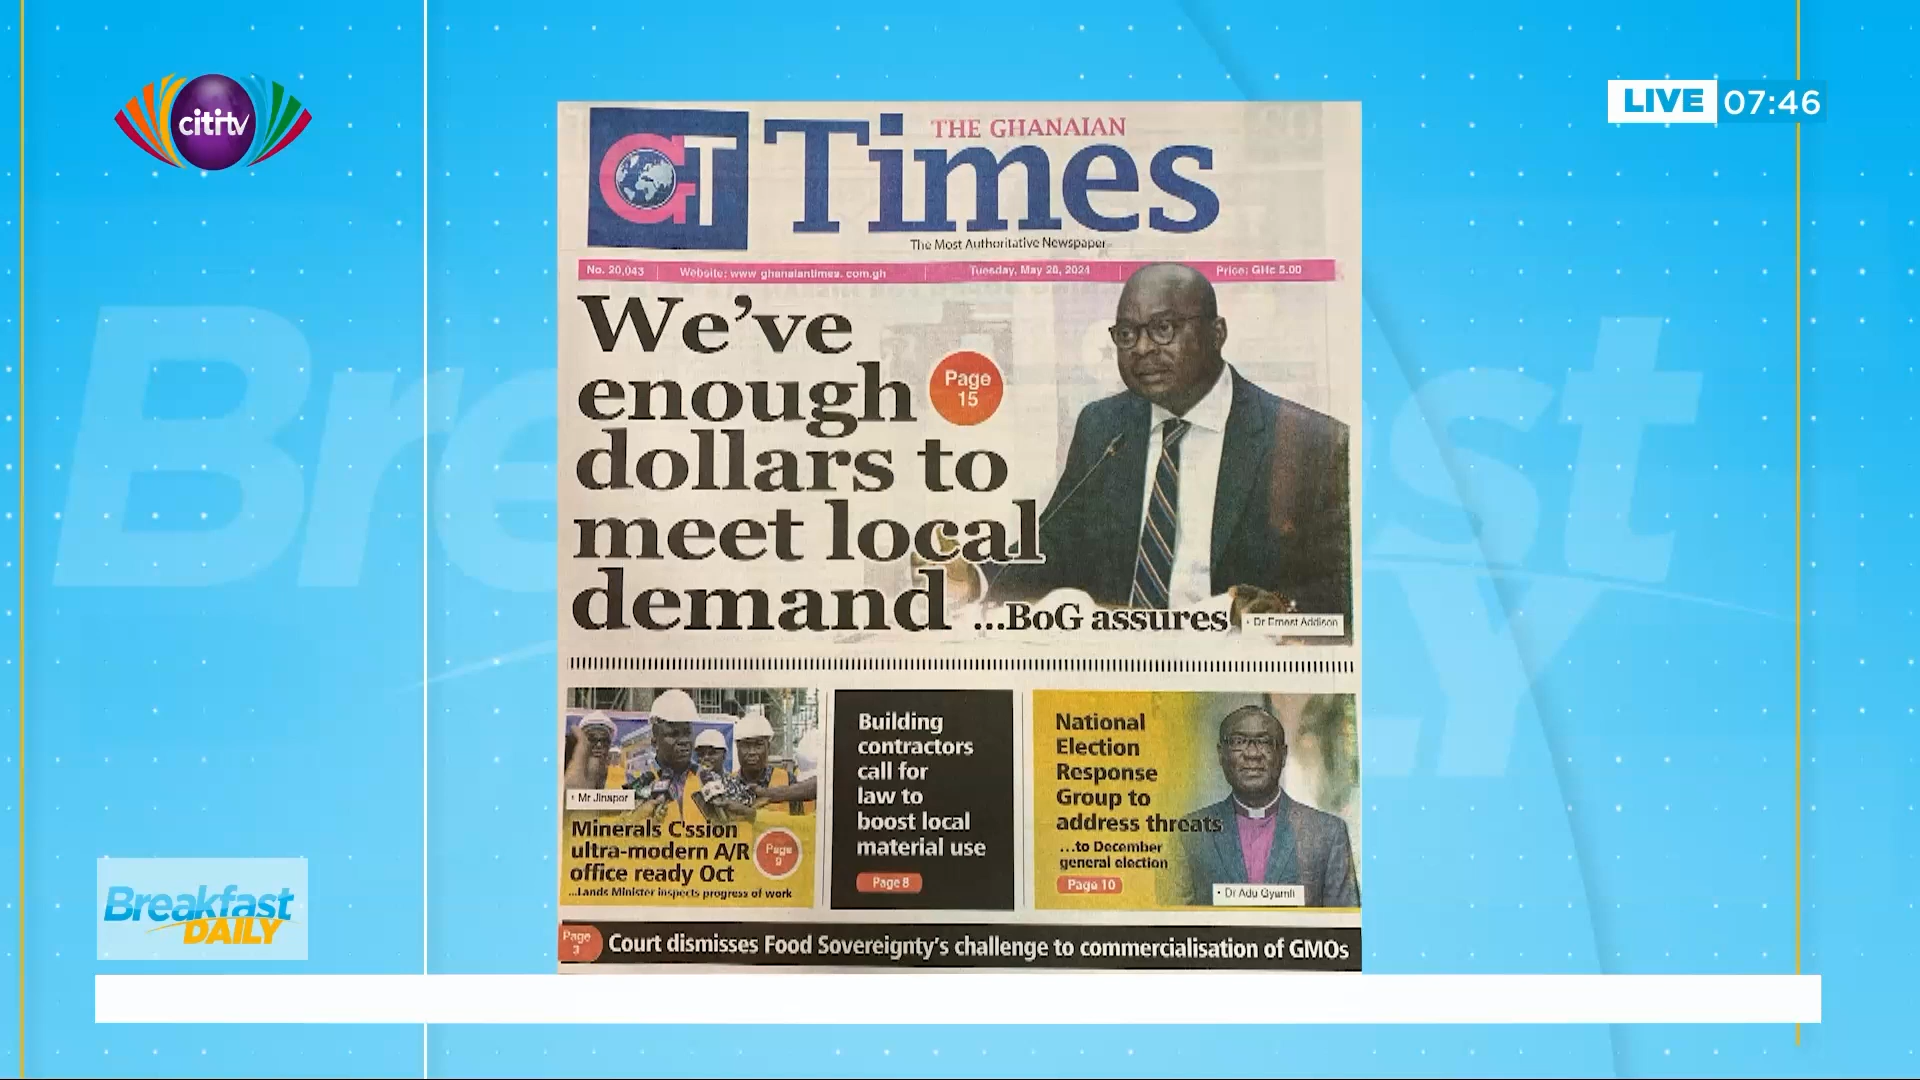 cititv
LIVE 07:46
GT
THE GHANAIAN
Times
The Most Authoritative Newspaper
No. 20,043
Website: www ghanaiantimes. com.gh
Tuesday, May 28, 2024
Price: GH¢ 5.00
We've
enough
dollars to
meet local
demand
...BoG assures
Page
15
• Dr Ernest Addison
• Mr Jinapor
Minerals C'ssion
ultra-modern A/R
office ready Oct
...Lands Minister inspects progress of work
Page
9
Building
contractors
call for
law to
boost local
material use
Page 8
National
Election
Response
Group to
address threats
...to December
general election
Page 10
• Dr Adu Gyamfi
Page
3
Court dismisses Food Sovereignty's challenge to commercialisation of GMOs
Breakfast
DAILY
Breakfast
DAILY